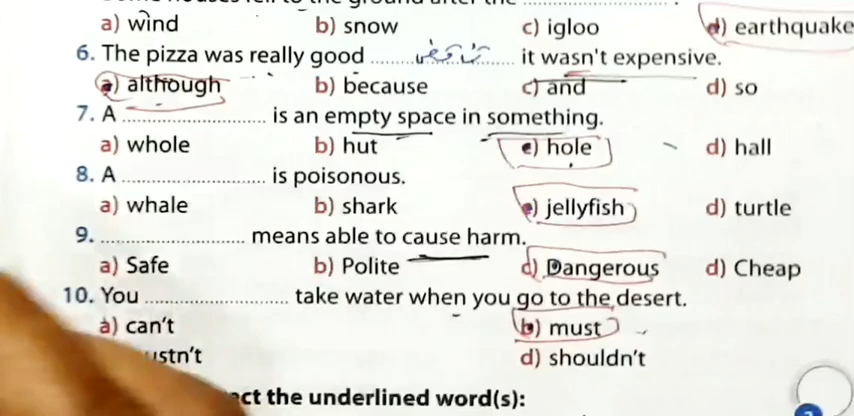 a) wind b) snow c) igloo d) earthquake
6. The pizza was really good ........................ it wasn't expensive.
a) although b) because c) and d) so
7. A ........................ is an empty space in something.
a) whole b) hut c) hole d) hall
8. A ........................ is poisonous.
a) whale b) shark c) jellyfish d) turtle
9. ........................ means able to cause harm.
a) Safe b) Polite c) Dangerous d) Cheap
10. You ........................ take water when you go to the desert.
a) can't b) must
ustn't d) shouldn't
ct the underlined word(s):